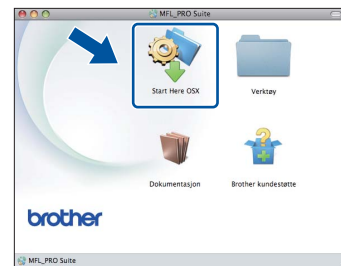 MFL_PRO Suite
Start Here OSX
Verktøy
Dokumentasjon
Brother kundestøtte
brother
MFL_PRO Suite